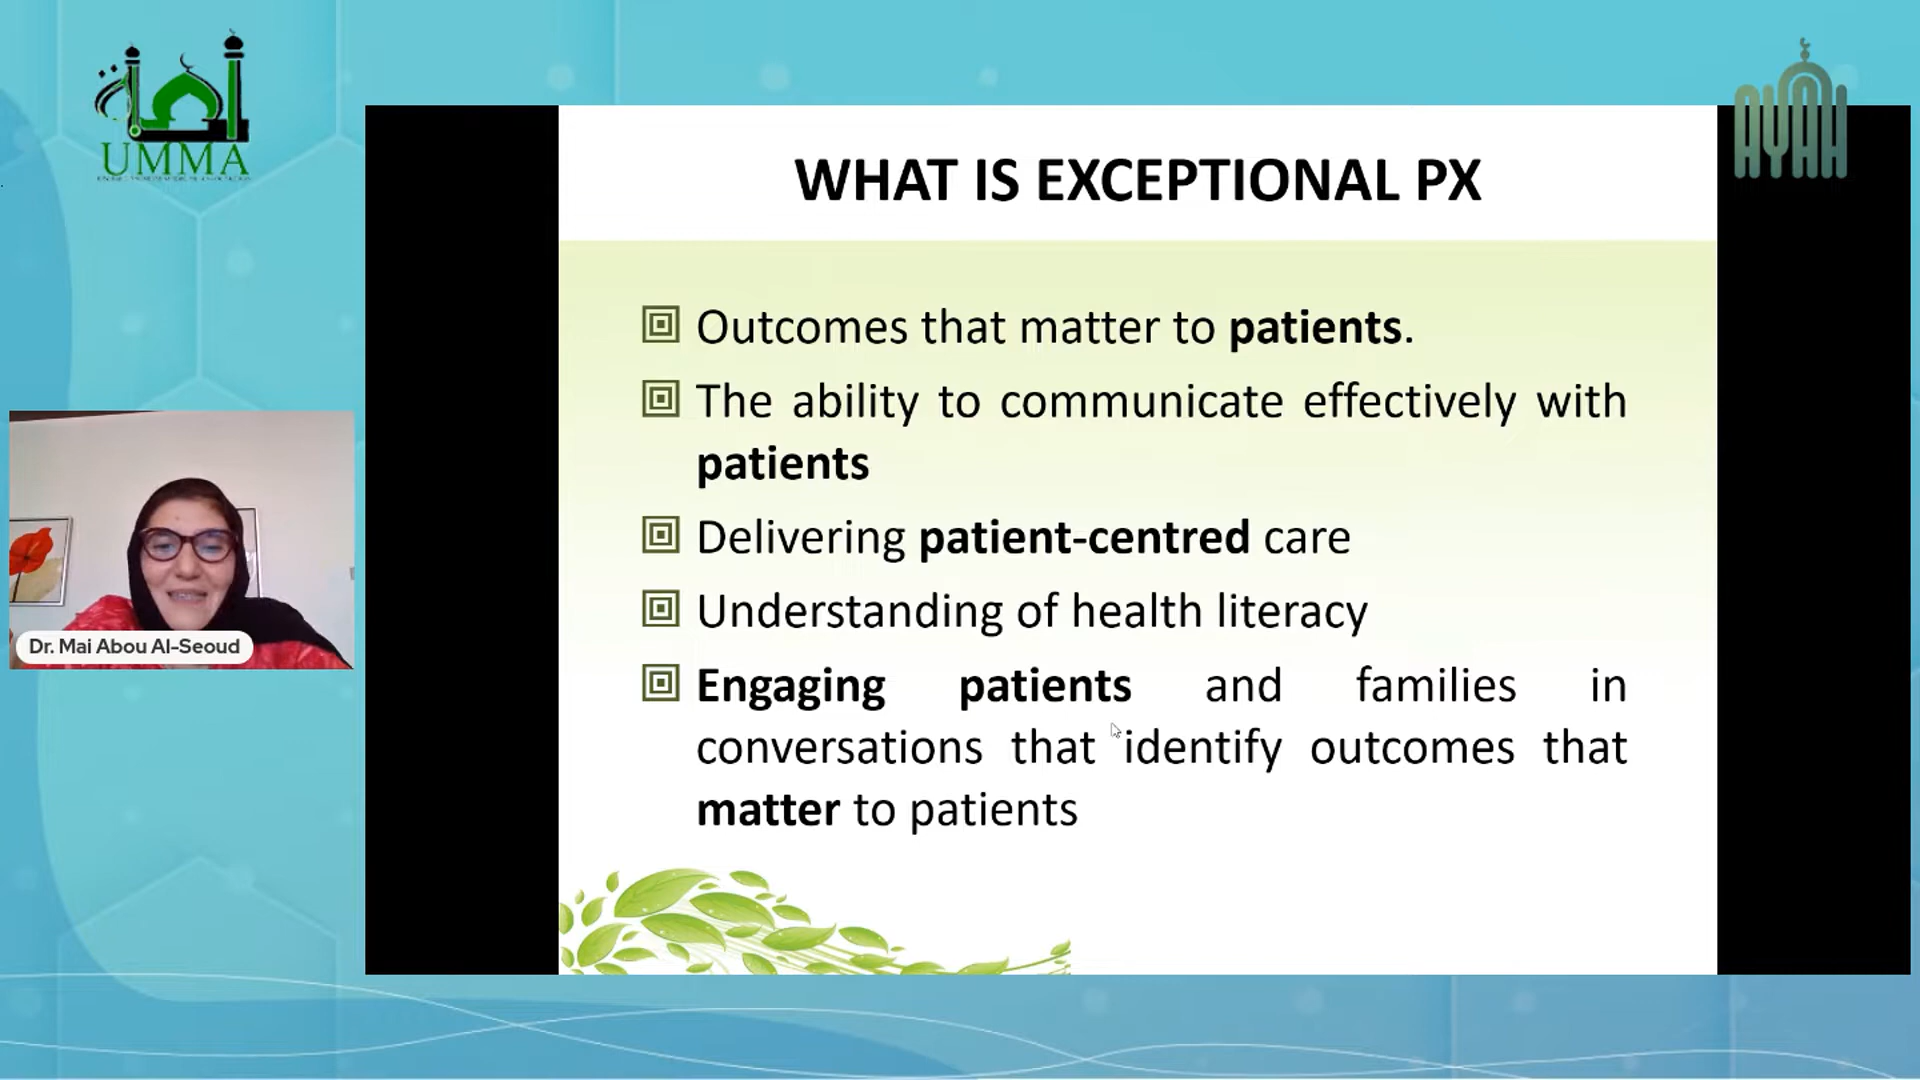 أمة
UMMA
AYAH
WHAT IS EXCEPTIONAL PX
Outcomes that matter to patients.
The ability to communicate effectively with
patients
Delivering patient-centred care
Understanding of health literacy
Engaging patients and families in
conversations that identify outcomes that
matter to patients
Dr. Mai Abou Al-Seoud